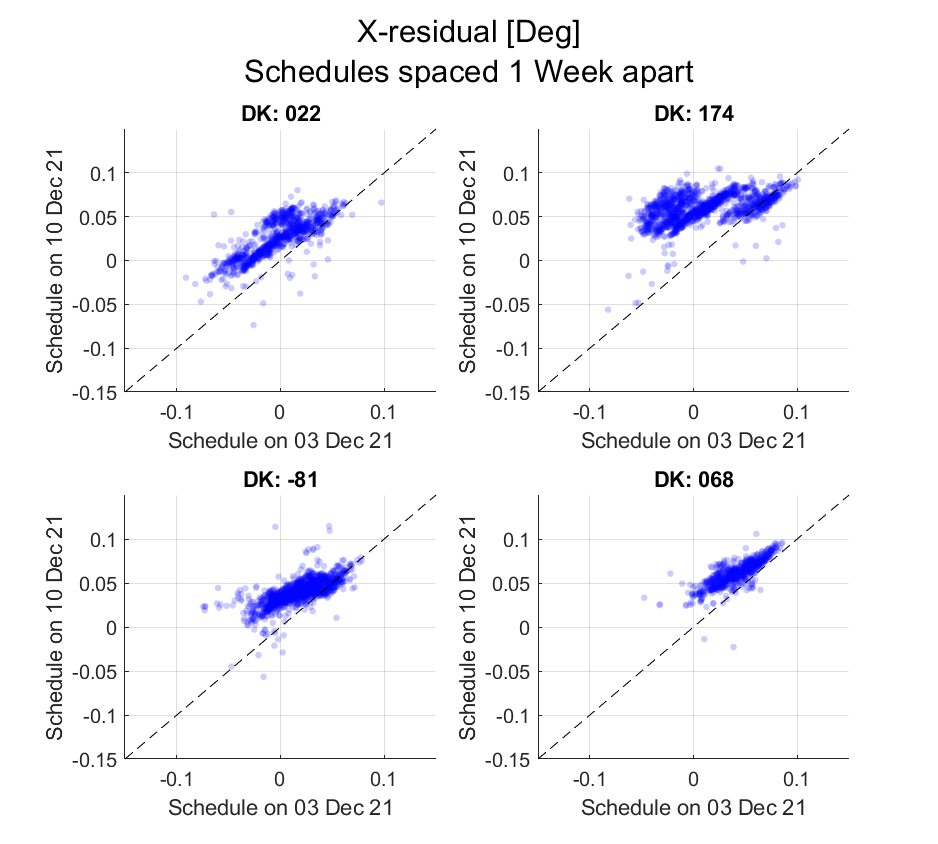 X-residual [Deg]
Schedules spaced 1 Week apart
DK: 022
Schedule on 10 Dec 21
0.1
0.05
0
-0.05
-0.1
-0.15
-0.1
0
0.1
Schedule on 03 Dec 21
DK: 174
Schedule on 10 Dec 21
0.1
0.05
0
-0.05
-0.1
-0.15
-0.1
0
0.1
Schedule on 03 Dec 21
DK: -81
Schedule on 10 Dec 21
0.1
0.05
0
-0.05
-0.1
-0.15
-0.1
0
0.1
Schedule on 03 Dec 21
DK: 068
Schedule on 10 Dec 21
0.1
0.05
0
-0.05
-0.1
-0.15
-0.1
0
0.1
Schedule on 03 Dec 21